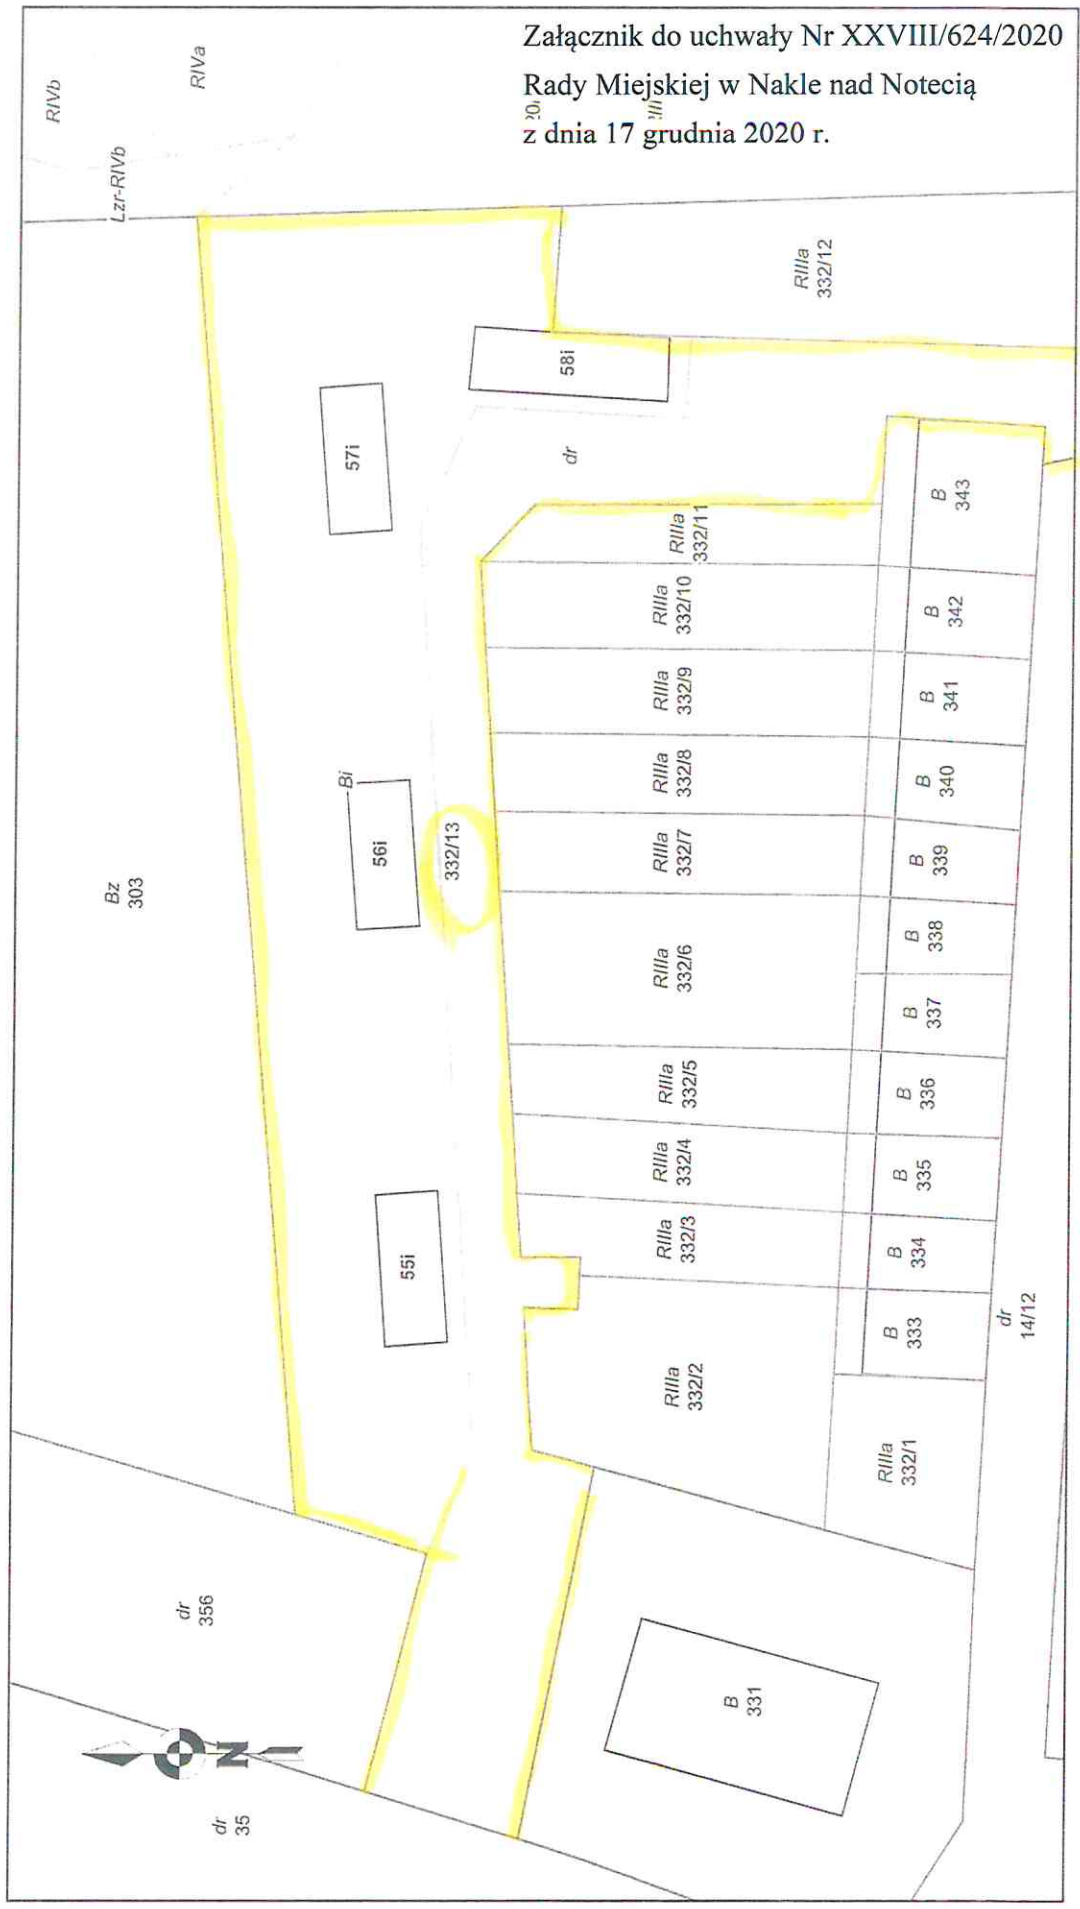 Załącznik do uchwały Nr XXVIII/624/2020
Rady Miejskiej w Nakle nad Notecią
z dnia 17 grudnia 2020 r.
RIVb
RIVa
Lzr-RIVb
RIIIa
332/12
58i
57i
dr
B
343
RIIIa
332/11
RIIIa
332/10
B
342
RIIIa
332/9
B
341
RIIIa
332/8
B
340
Bi
56i
332/13
RIIIa
332/7
B
339
Bz
303
RIIIa
332/6
B
338
B
337
RIIIa
332/5
B
336
RIIIa
332/4
B
335
RIIIa
332/3
B
334
55i
B
333
dr
14/12
RIIIa
332/2
RIIIa
332/1
dr
356
B
331
N
dr
35